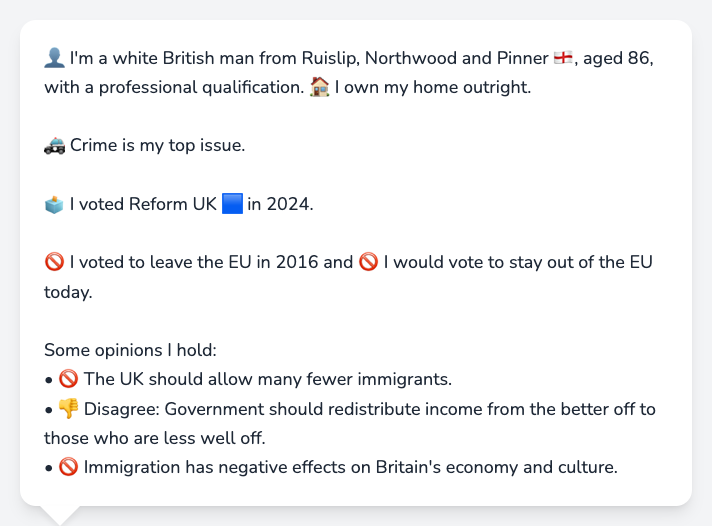 👤 I'm a white British man from Ruislip, Northwood and Pinner 🏴󠁧󠁢󠁥󠁮󠁧󠁿, aged 86,
with a professional qualification. 🏠 I own my home outright.
🚓 Crime is my top issue.
🗳️ I voted Reform UK 🟦 in 2024.
🚫 I voted to leave the EU in 2016 and 🚫 I would vote to stay out of the EU
today.
Some opinions I hold:
• 🚫 The UK should allow many fewer immigrants.
• 👎 Disagree: Government should redistribute income from the better off to
those who are less well off.
• 🚫 Immigration has negative effects on Britain's economy and culture.